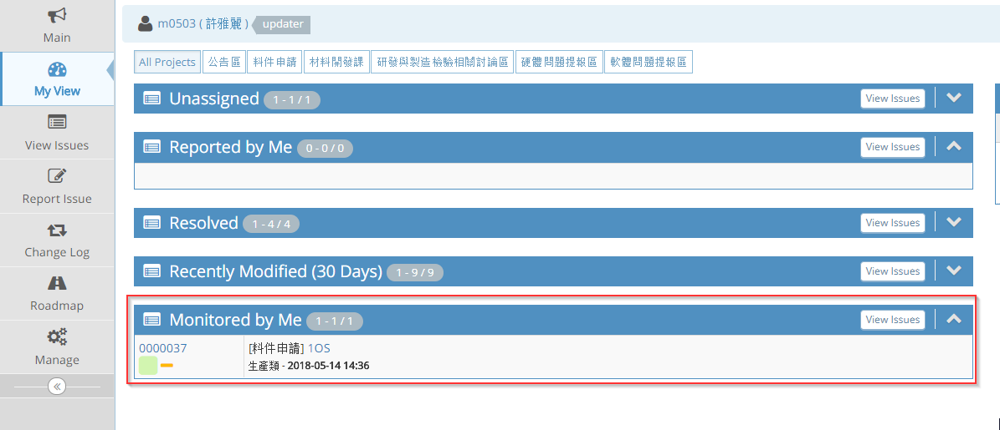 Main
My View
View Issues
Report Issue
Change Log
Roadmap
Manage
m0503 ( 許雅麗 ) updater
All Projects 公告區 料件申請 材料開發課 研發與製造檢驗相關討論區 硬體問題提報區 軟體問題提報區
Unassigned 1 - 1 / 1 View Issues
Reported by Me 0 - 0 / 0 View Issues
Resolved 1 - 4 / 4 View Issues
Recently Modified (30 Days) 1 - 9 / 9 View Issues
Monitored by Me 1 - 1 / 1 View Issues
0000037 [料件申請] 1OS
生產類 - 2018-05-14 14:36